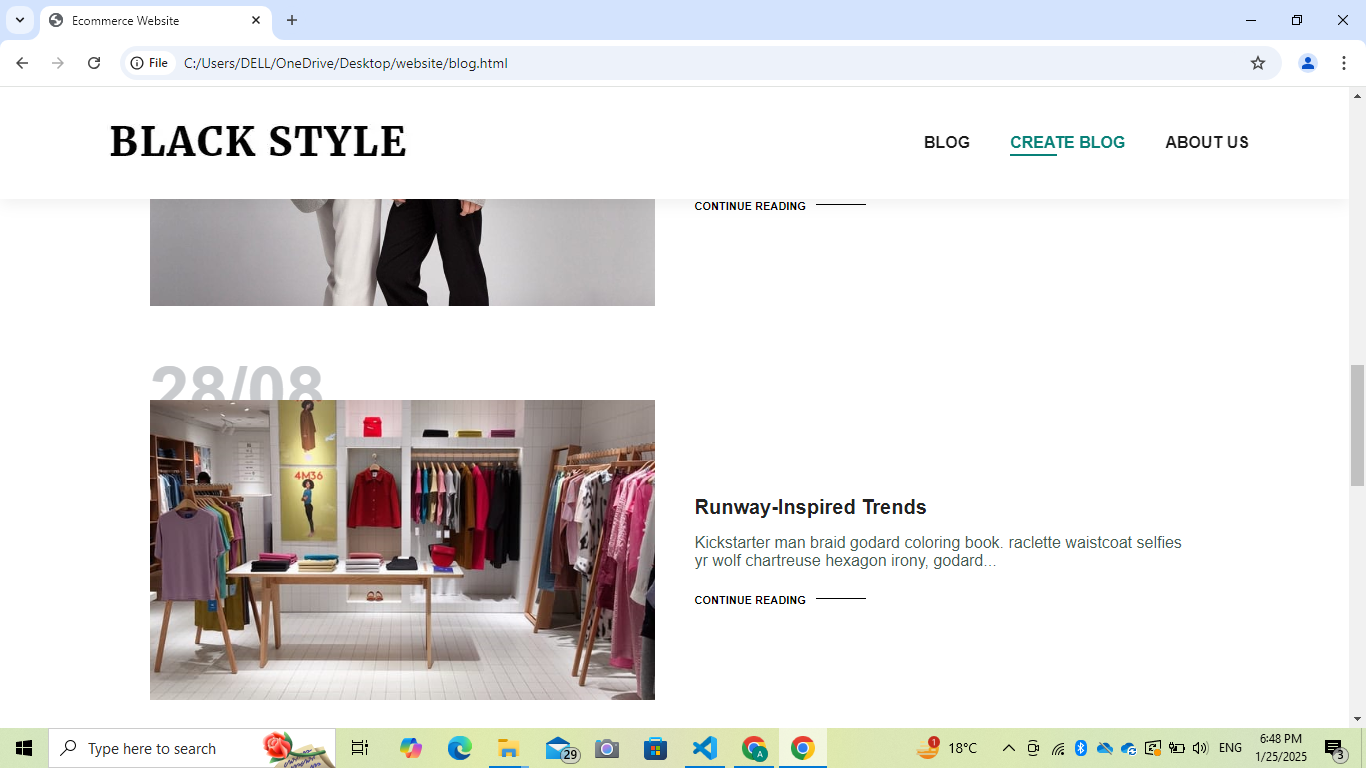 Ecommerce Website
File
C:/Users/DELL/OneDrive/Desktop/website/blog.html
BLACK STYLE
BLOG
CREATE BLOG
ABOUT US
CONTINUE READING
28/08
4M36
Runway-Inspired Trends
Kickstarter man braid godard coloring book. raclette waistcoat selfies
yr wolf chartreuse hexagon irony, godard...
CONTINUE READING
Type here to search
29
A
1
18°C
ENG
6:48 PM
1/25/2025
3